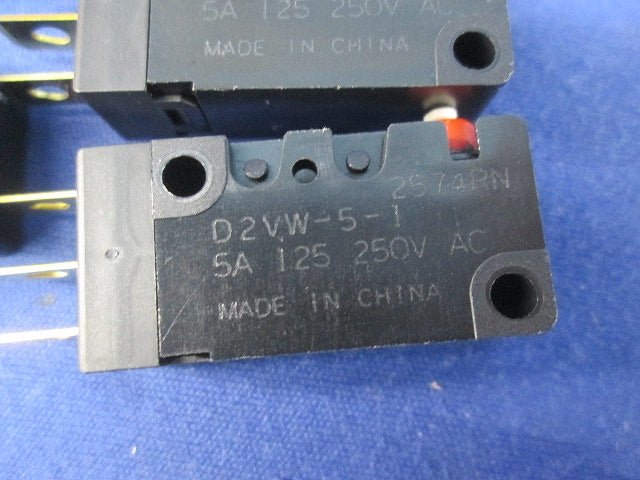 5A 125 250V AC
MADE IN CHINA
2574RN
D2VW-5-1
5A 125 250V AC
MADE IN CHINA